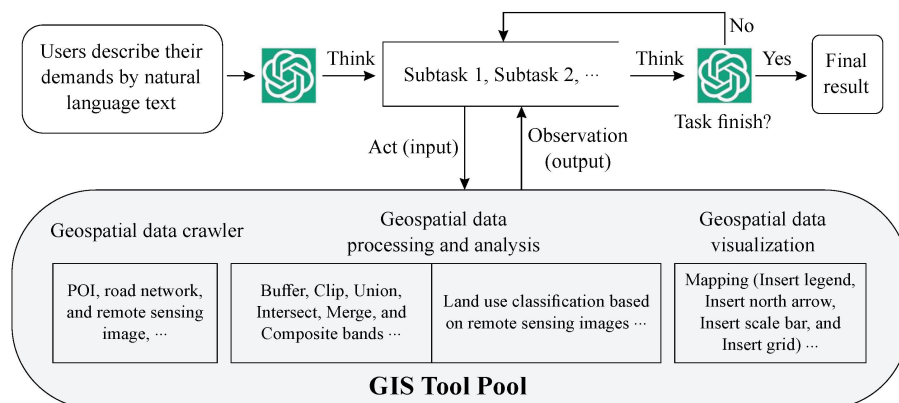 Users describe their
demands by natural
language text
Think
Subtask 1, Subtask 2, ···
Think
No
Yes
Task finish?
Final
result
Act (input)
Observation
(output)
Geospatial data crawler
POI, road network,
and remote sensing
image, ···
Geospatial data
processing and analysis
Buffer, Clip, Union,
Intersect, Merge, and
Composite bands ···
Land use classification based
on remote sensing images ···
Geospatial data
visualization
Mapping (Insert legend,
Insert north arrow,
Insert scale bar, and
Insert grid) ···
GIS Tool Pool